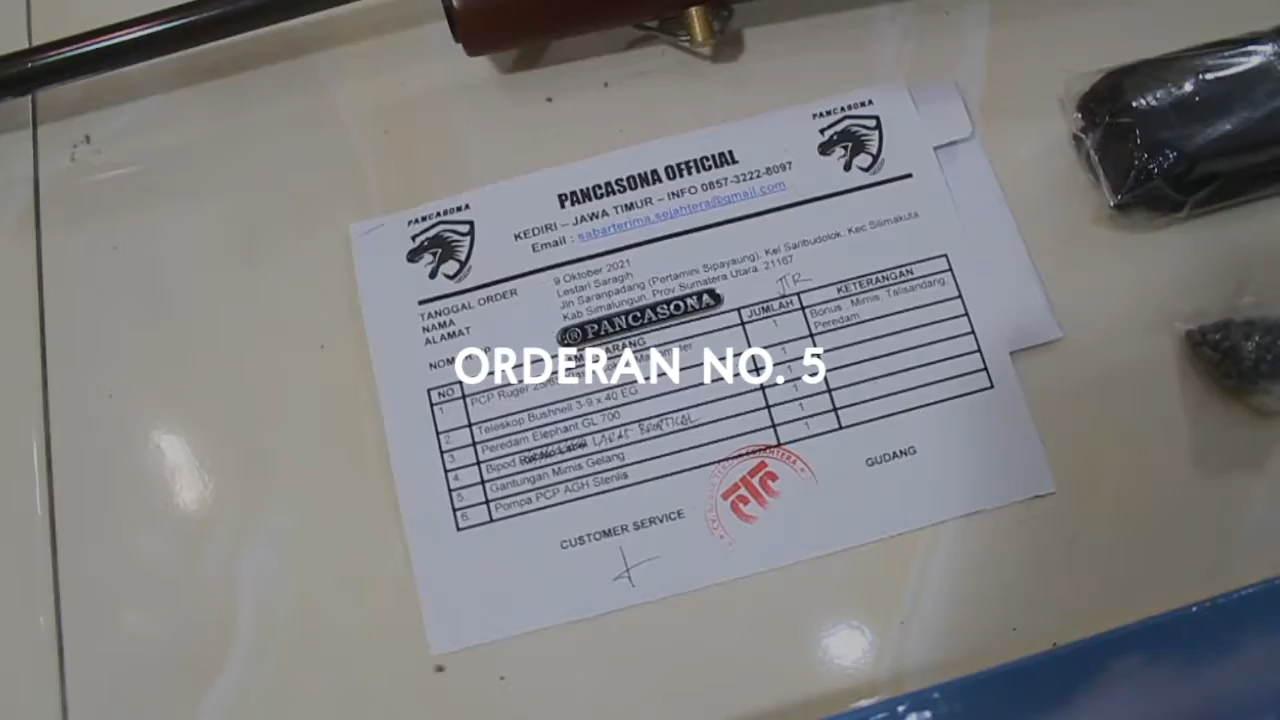 PANCASONA
PANCASONA
PANCASONA OFFICIAL
KEDIRI – JAWA TIMUR – INFO 0857-3222-8097
Email : sabarterima.sejahtera@gmail.com
TANGGAL ORDER
9 Oktober 2021
NAMA
Lestari Saragih
ALAMAT
Jln Saranpadang (Pertamini Sipayaung), Kel Saribudolok, Kec Silimakuta
Kab Simalungun, Prov Sumatera Utara. 21167
® PANCASONA
JTR
NO
BARANG
JUMLAH
KETERANGAN
1. PCP Ruger 1 Bonus : Mimis, Talisandang,
Peredam
2. Teleskop Bushnell 3-9 x 40 EG 1
3. Peredam Elephant GL 700 1
4. Bipod LARAS BROPTICAL 1
5. Gantungan Mimis Gelang 1
6. Pompa PCP AGH Stenlis 1
ORDERAN NO. 5
CUSTOMER SERVICE
GUDANG